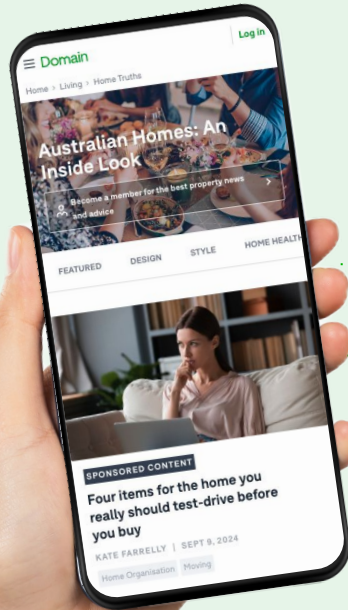 Domain
Log in
Home › Living › Home Truths
Australian Homes: An
Inside Look
Become a member for the best property news
and advice
FEATURED DESIGN STYLE HOME HEALTH
SPONSORED CONTENT
Four items for the home you
really should test-drive before
you buy
KATE FARRELLY | SEPT 9, 2024
Home Organisation Moving